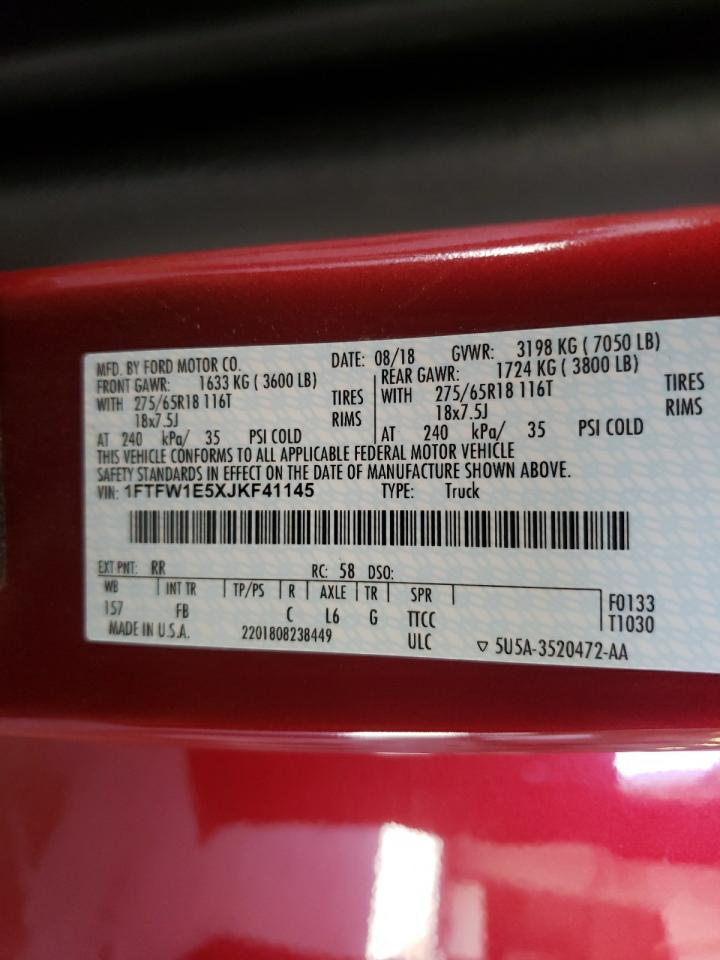 MFD. BY FORD MOTOR CO. DATE: 08/18 GVWR: 3198 KG ( 7050 LB)
FRONT GAWR: 1633 KG ( 3600 LB) REAR GAWR: 1724 KG ( 3800 LB)
WITH 275/65R18 116T TIRES WITH 275/65R18 116T TIRES
18x7.5J RIMS 18x7.5J RIMS
AT 240 kPa/ 35 PSI COLD AT 240 kPa/ 35 PSI COLD
THIS VEHICLE CONFORMS TO ALL APPLICABLE FEDERAL MOTOR VEHICLE
SAFETY STANDARDS IN EFFECT ON THE DATE OF MANUFACTURE SHOWN ABOVE.
VIN: 1FTFW1E5XJKF41145 TYPE: Truck
EXT PNT: RR RC: 58 DSO:
WB INT TR TP/PS R AXLE TR SPR
157 FB C L6 G TTCC F0133
ULC T1030
MADE IN U.S.A. 2201808238449 ▽ 5U5A-3520472-AA